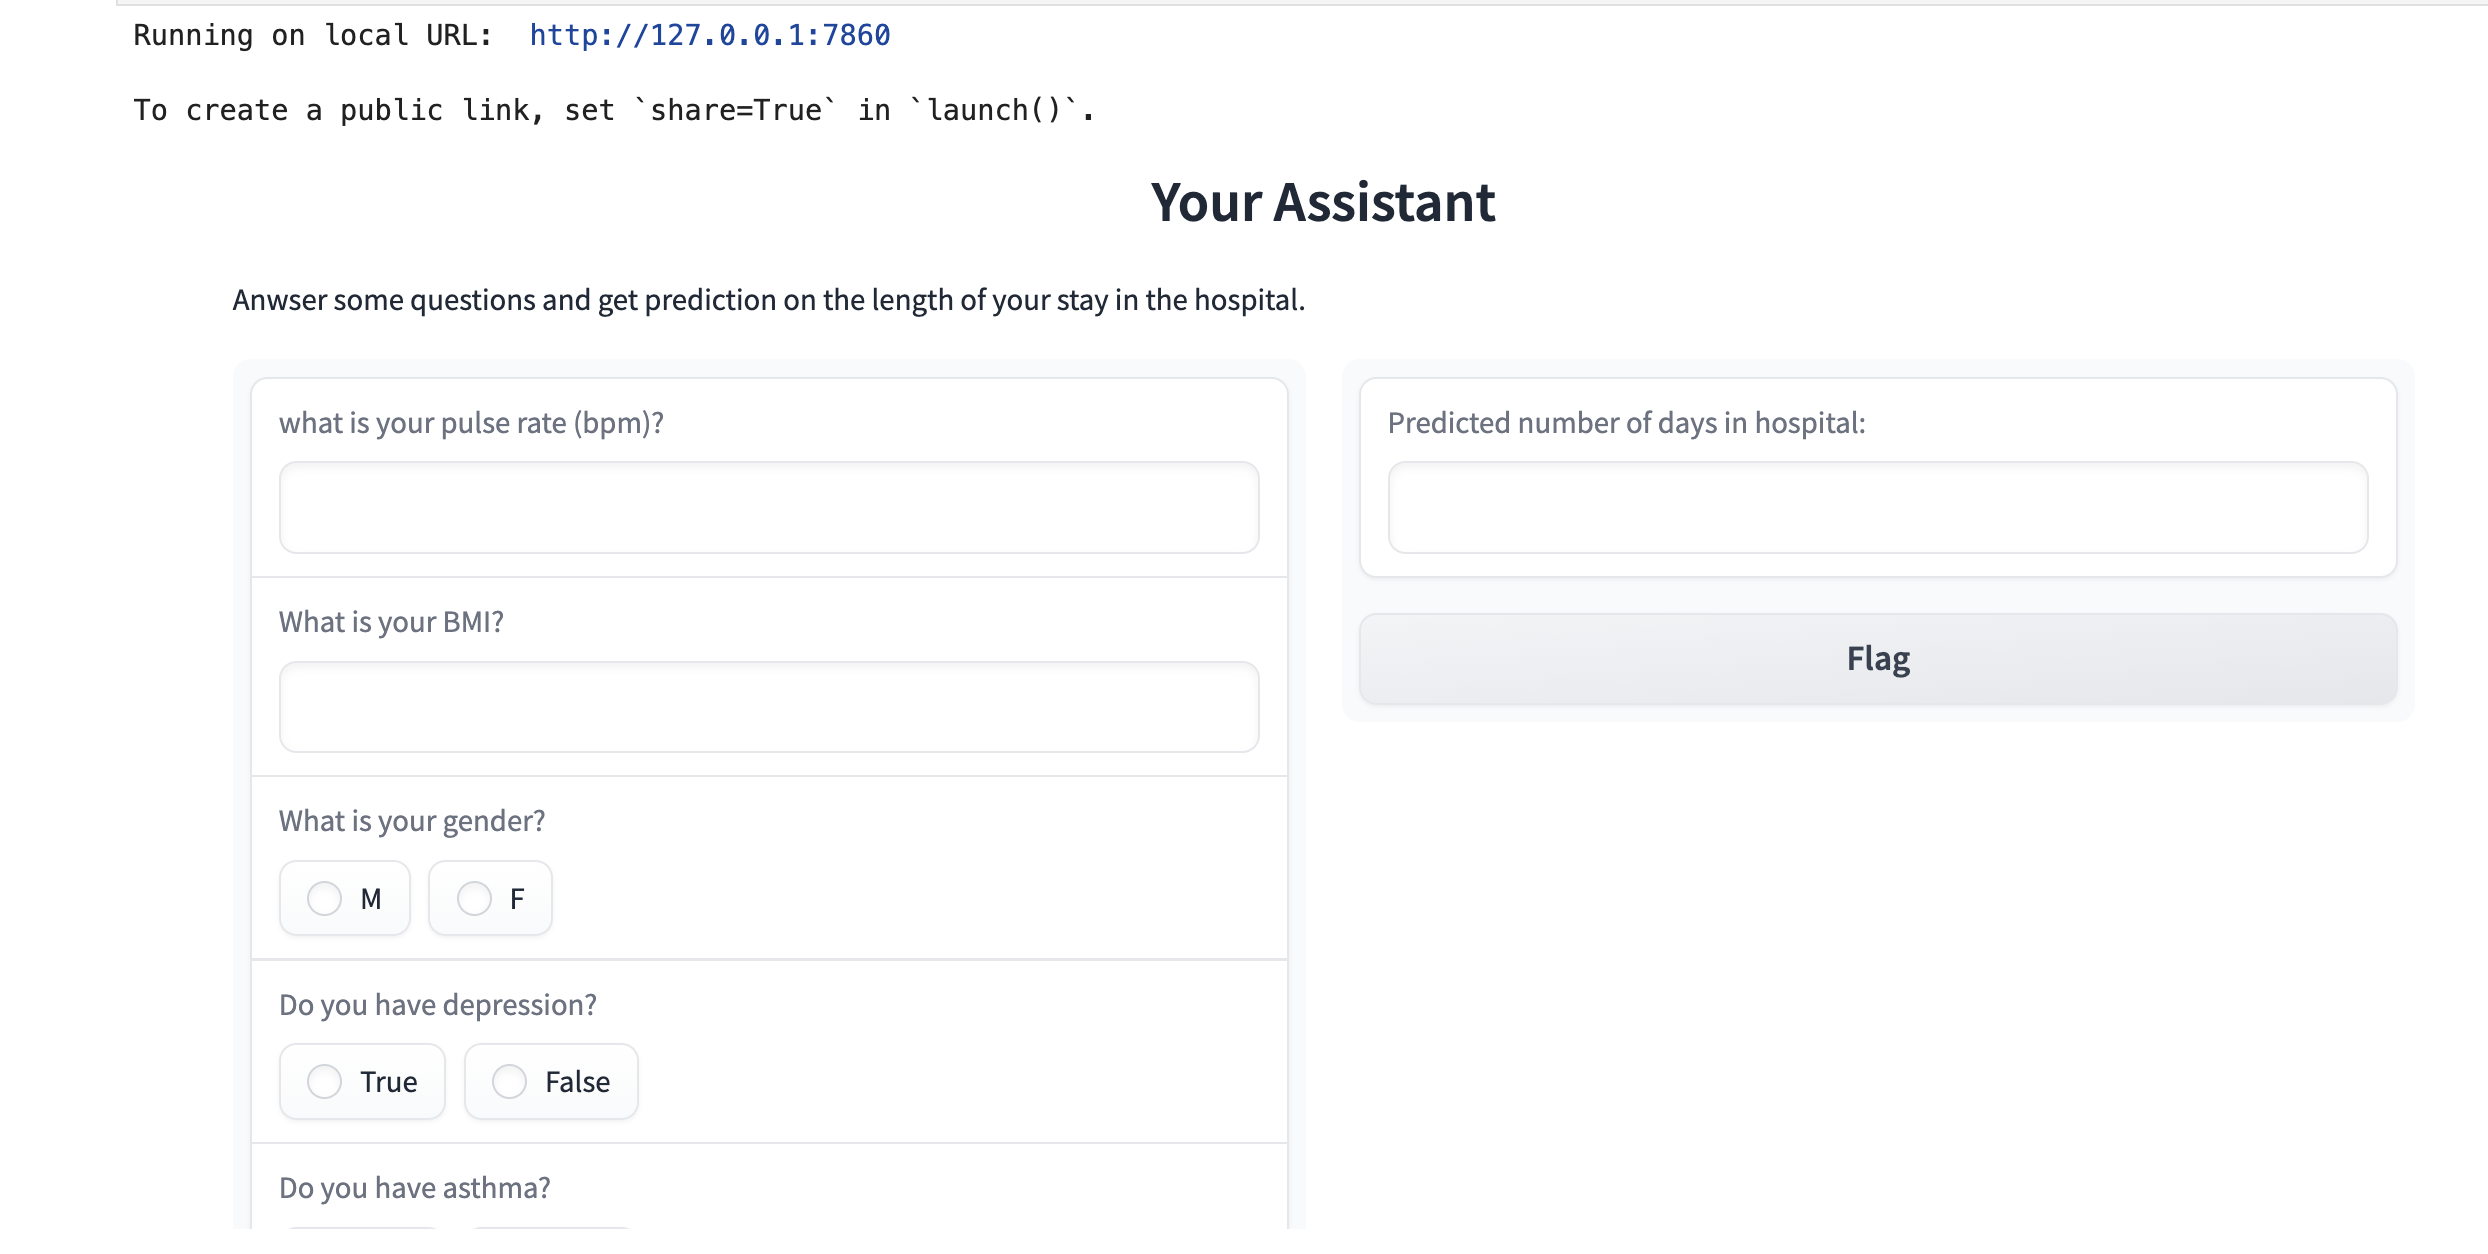 Running on local URL:  http://127.0.0.1:7860
To create a public link, set `share=True` in `launch()`.
Your Assistant
Anwser some questions and get prediction on the length of your stay in the hospital.
what is your pulse rate (bpm)?
What is your BMI?
What is your gender?
M F
Do you have depression?
True False
Do you have asthma?
Predicted number of days in hospital:
Flag